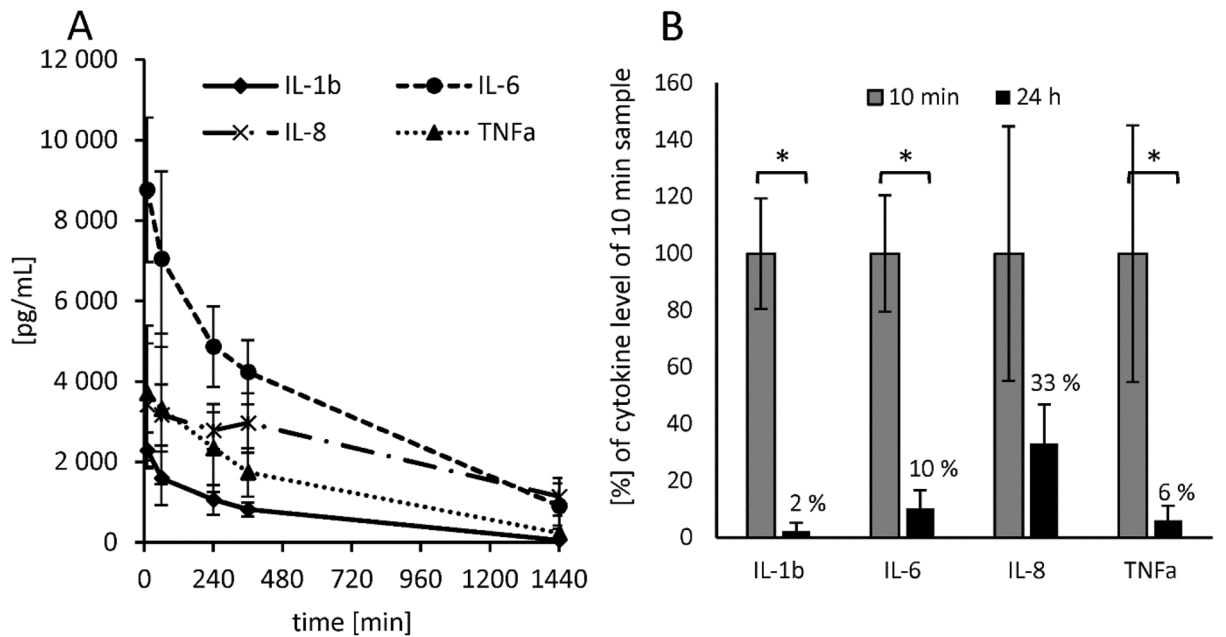 A
12 000
10 000
8 000
6 000
4 000
2 000
0
[pg/mL]
IL-1b
IL-6
IL-8
TNFa
0 240 480 720 960 1200 1440
time [min]
B
[%] of cytokine level of 10 min sample
160
140
120
100
80
60
40
20
0
10 min 24 h
* * *
2 %
10 %
33 %
6 %
IL-1b IL-6 IL-8 TNFa